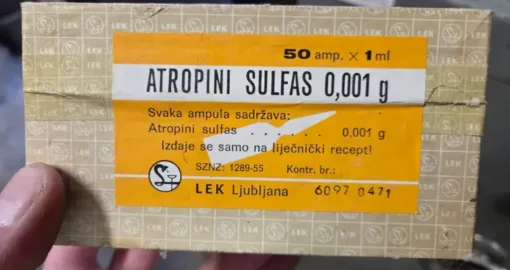 50 amp. × 1 ml
ATROPINI SULFAS 0,001 g
Svaka ampula sadržava:
Atropini sulfas . . . . . . 0,001 g
Izdaje se samo na liječnički recept!
SZNZ: 1289-55 Kontr. br.:
LEK Ljubljana 6097 0471